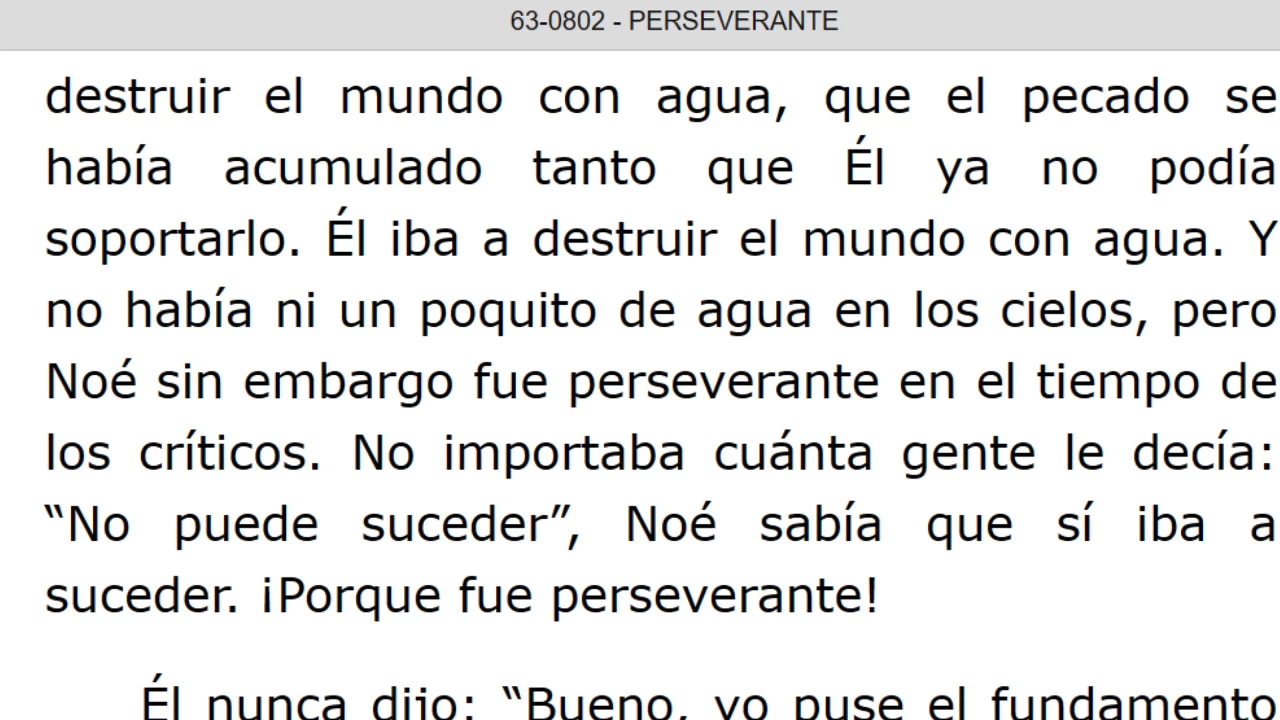 63-0802 - PERSEVERANTE
destruir el mundo con agua, que el pecado se
había acumulado tanto que Él ya no podía
soportarlo. Él iba a destruir el mundo con agua. Y
no había ni un poquito de agua en los cielos, pero
Noé sin embargo fue perseverante en el tiempo de
los críticos. No importaba cuánta gente le decía:
“No puede suceder”, Noé sabía que sí iba a
suceder. ¡Porque fue perseverante!
Él nunca dijo: “Bueno, yo puse el fundamento